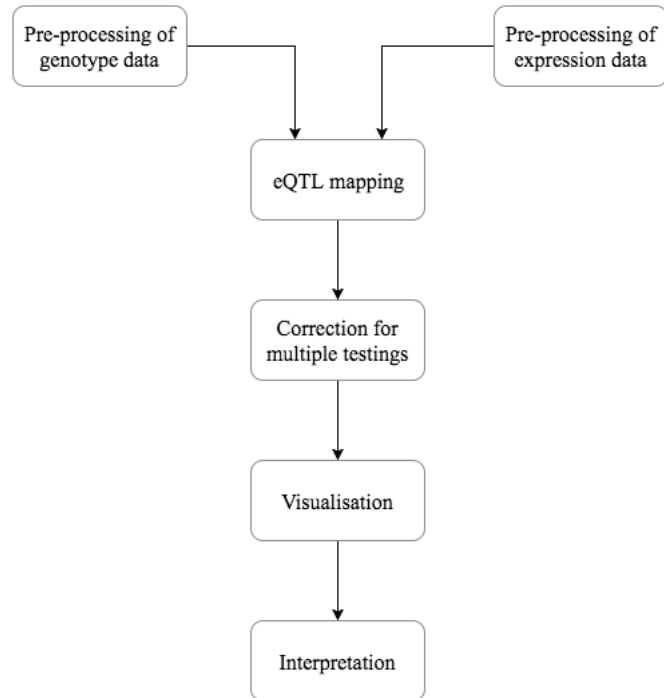 Pre-processing of
genotype data
Pre-processing of
expression data
eQTL mapping
Correction for
multiple testings
Visualisation
Interpretation